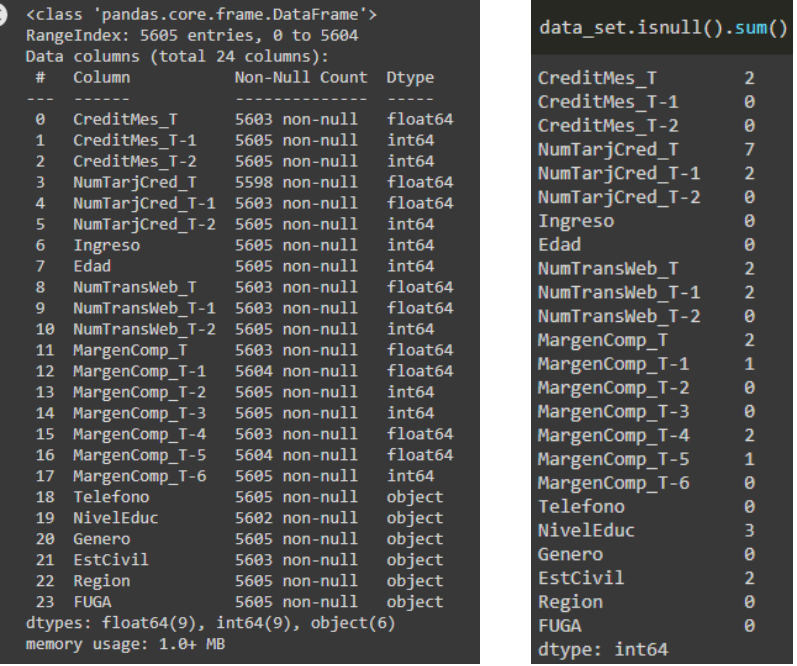 <class 'pandas.core.frame.DataFrame'>
RangeIndex: 5605 entries, 0 to 5604
Data columns (total 24 columns):
 #   Column          Non-Null Count  Dtype
---  ------          --------------  -----
 0   CreditMes_T     5603 non-null   float64
 1   CreditMes_T-1   5605 non-null   int64
 2   CreditMes_T-2   5605 non-null   int64
 3   NumTarjCred_T   5598 non-null   float64
 4   NumTarjCred_T-1 5603 non-null   float64
 5   NumTarjCred_T-2 5605 non-null   int64
 6   Ingreso         5605 non-null   int64
 7   Edad            5605 non-null   int64
 8   NumTransWeb_T   5603 non-null   float64
 9   NumTransWeb_T-1 5603 non-null   float64
 10  NumTransWeb_T-2 5605 non-null   int64
 11  MargenComp_T    5603 non-null   float64
 12  MargenComp_T-1  5604 non-null   float64
 13  MargenComp_T-2  5605 non-null   int64
 14  MargenComp_T-3  5605 non-null   int64
 15  MargenComp_T-4  5603 non-null   float64
 16  MargenComp_T-5  5604 non-null   float64
 17  MargenComp_T-6  5605 non-null   int64
 18  Telefono        5605 non-null   object
 19  NivelEduc       5602 non-null   object
 20  Genero          5605 non-null   object
 21  EstCivil        5603 non-null   object
 22  Region          5605 non-null   object
 23  FUGA            5605 non-null   object
dtypes: float64(9), int64(9), object(6)
memory usage: 1.0+ MB
data_set.isnull().sum()
CreditMes_T        2
CreditMes_T-1      0
CreditMes_T-2      0
NumTarjCred_T      7
NumTarjCred_T-1    2
NumTarjCred_T-2    0
Ingreso            0
Edad               0
NumTransWeb_T      2
NumTransWeb_T-1    2
NumTransWeb_T-2    0
MargenComp_T       2
MargenComp_T-1     1
MargenComp_T-2     0
MargenComp_T-3     0
MargenComp_T-4     2
MargenComp_T-5     1
MargenComp_T-6     0
Telefono           0
NivelEduc          3
Genero             0
EstCivil           2
Region             0
FUGA               0
dtype: int64